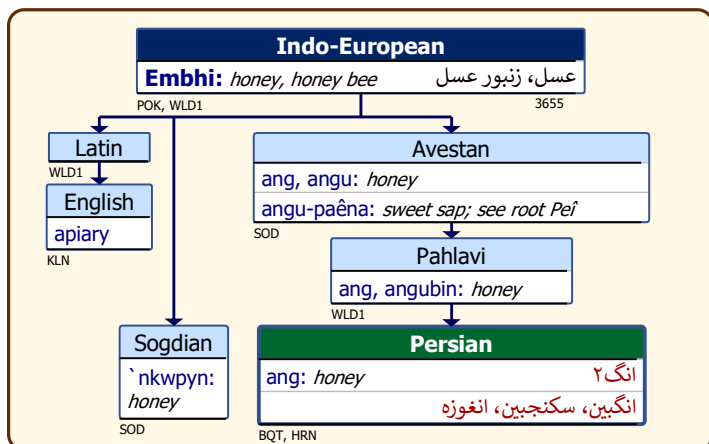 Indo-European
Embhi: honey, honey bee عسل، زنبور عسل
POK, WLD1 3655
Latin
WLD1
English
apiary
KLN
Avestan
ang, angu: honey
angu-paêna: sweet sap; see root Peî
SOD
Pahlavi
ang, angubin: honey
WLD1
Sogdian
`nkwpyn:
honey
SOD
Persian
ang: honey انگ۲
انگبین، سکنجبین، انغوزه
BQT, HRN